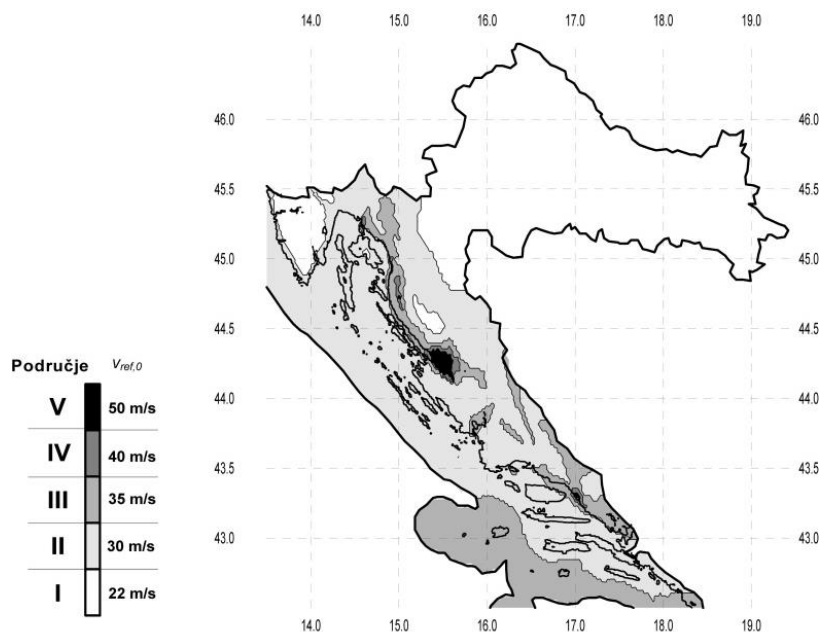 14.0 15.0 16.0 17.0 18.0 19.0
46.0 46.0
45.5 45.5
45.0 45.0
44.5 44.5
44.0 44.0
43.5 43.5
43.0 43.0
14.0 15.0 16.0 17.0 18.0 19.0
Područje Vref,0
V 50 m/s
IV 40 m/s
III 35 m/s
II 30 m/s
I 22 m/s